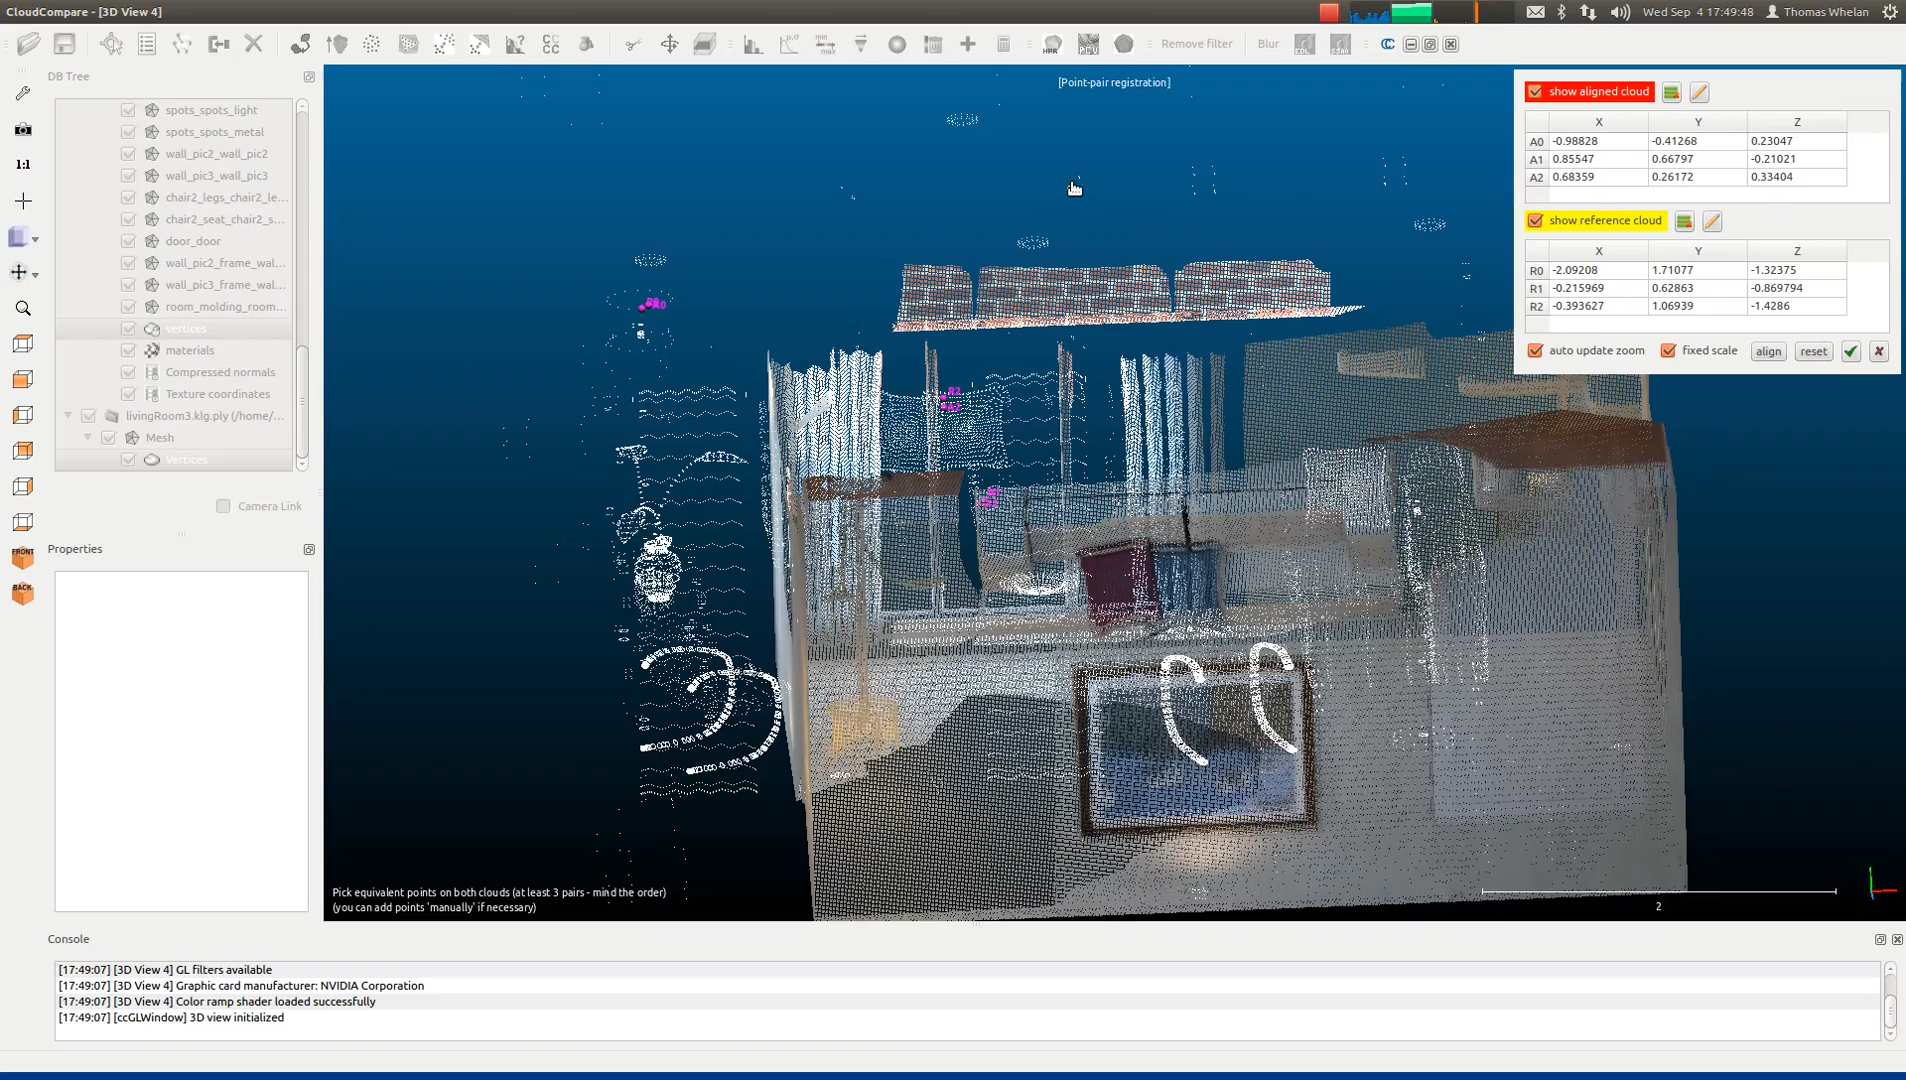 CloudCompare - [3D View 4]
Wed Sep 4 17:49:48
Thomas Whelan
Remove filter
Blur
DB Tree
spots_spots_light
spots_spots_metal
wall_pic2_wall_pic2
wall_pic3_wall_pic3
chair2_legs_chair2_le...
chair2_seat_chair2_s...
door_door
wall_pic2_frame_wal...
wall_pic3_frame_wal...
room_molding_room...
vertices
materials
Compressed normals
Texture coordinates
livingRoom3.klg.ply (/home/...
Mesh
Vertices
Camera Link
Properties
1:1
FRONT
BACK
[Point-pair registration]
R2
show aligned cloud
X Y Z
A0 -0.98828 -0.41268 0.23047
A1 0.85547 0.66797 -0.21021
A2 0.68359 0.26172 0.33404
show reference cloud
X Y Z
R0 -2.09208 1.71077 -1.32375
R1 -0.215969 0.62863 -0.869794
R2 -0.393627 1.06939 -1.4286
auto update zoom
fixed scale
align
reset
Pick equivalent points on both clouds (at least 3 pairs - mind the order)
(you can add points 'manually' if necessary)
2
Console
[17:49:07] [3D View 4] GL filters available
[17:49:07] [3D View 4] Graphic card manufacturer: NVIDIA Corporation
[17:49:07] [3D View 4] Color ramp shader loaded successfully
[17:49:07] [ccGLWindow] 3D view initialized